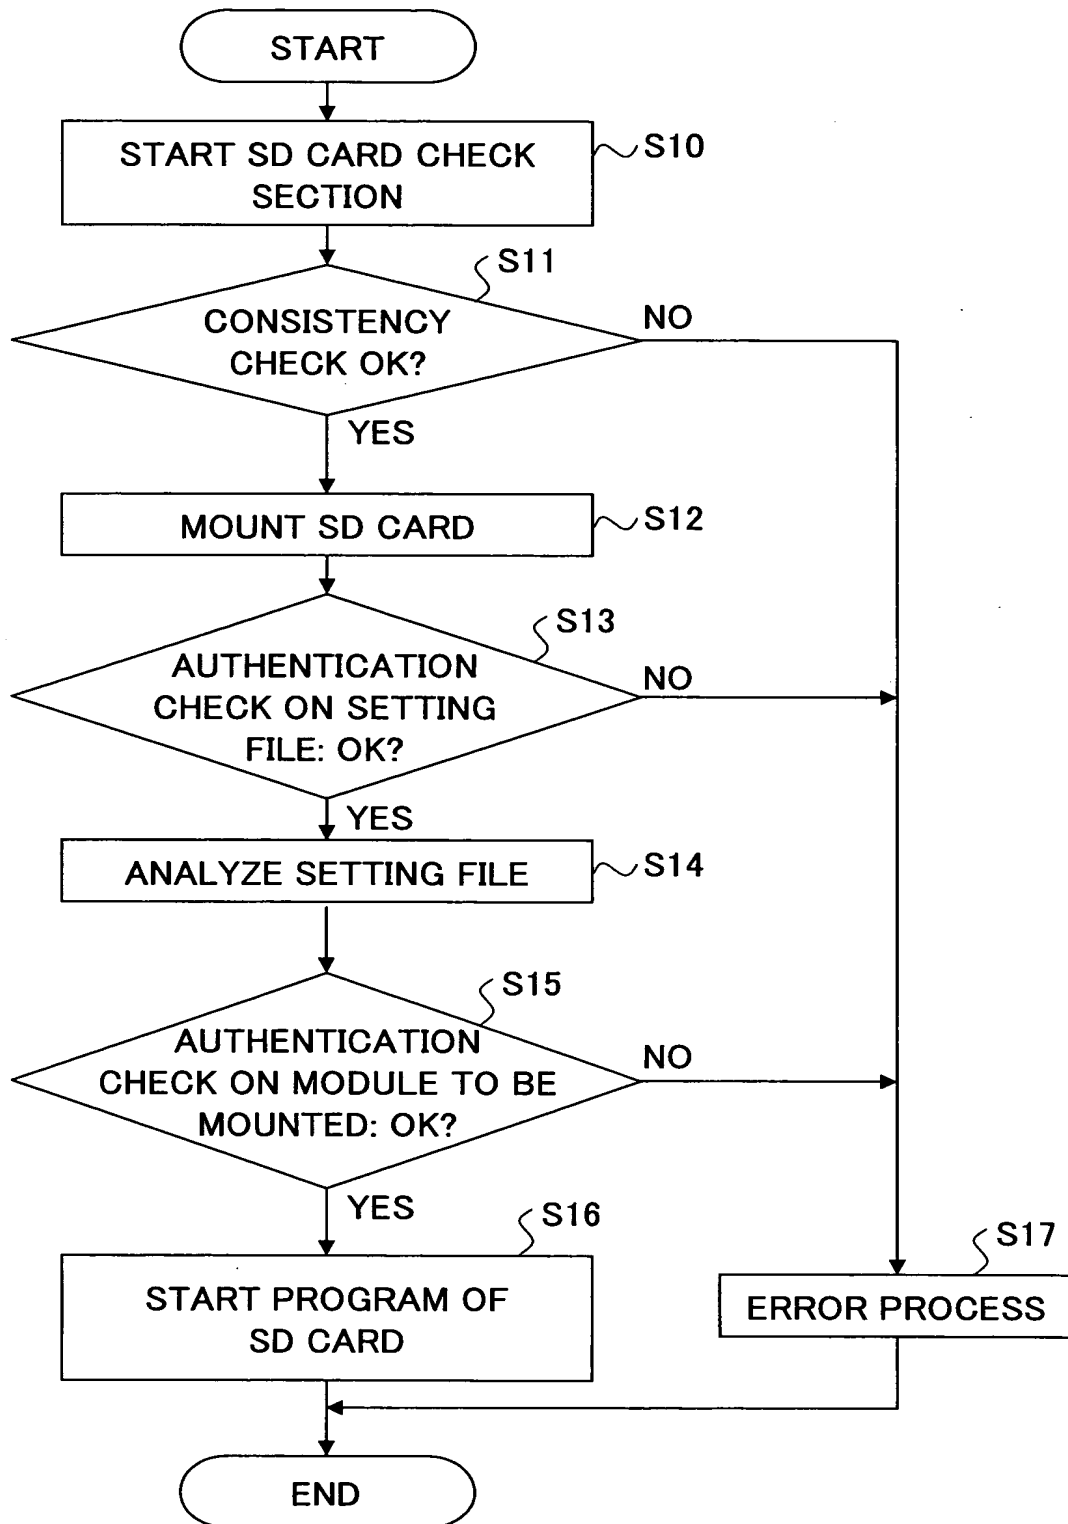 START
START SD CARD CHECK
SECTION
S10
S11
CONSISTENCY
CHECK OK?
NO
YES
MOUNT SD CARD
S12
S13
AUTHENTICATION
CHECK ON SETTING
FILE: OK?
NO
YES
ANALYZE SETTING FILE
S14
S15
AUTHENTICATION
CHECK ON MODULE TO BE
MOUNTED: OK?
NO
YES
S16
START PROGRAM OF
SD CARD
S17
ERROR PROCESS
END